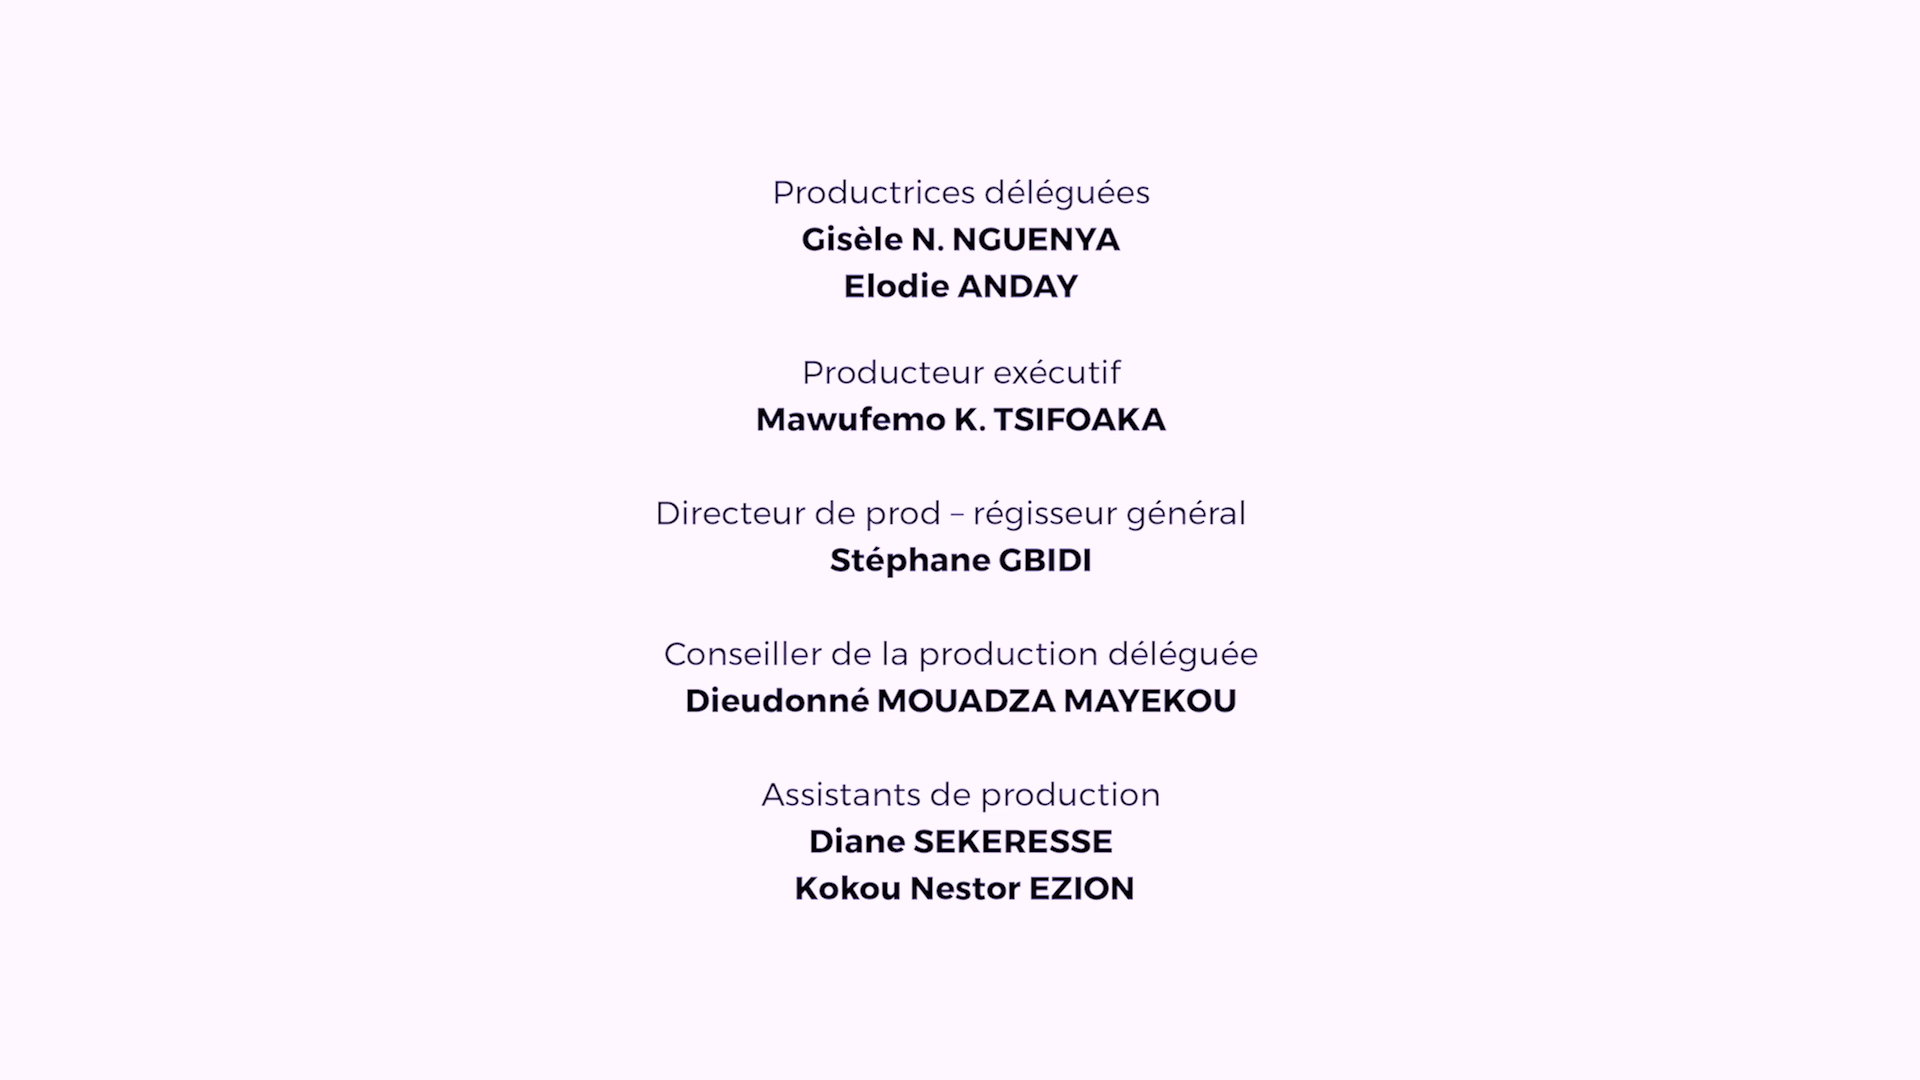 Productrices déléguées
Gisèle N. NGUENYA
Elodie ANDAY
Producteur exécutif
Mawufemo K. TSIFOAKA
Directeur de prod – régisseur général
Stéphane GBIDI
Conseiller de la production déléguée
Dieudonné MOUADZA MAYEKOU
Assistants de production
Diane SEKERESSE
Kokou Nestor EZION